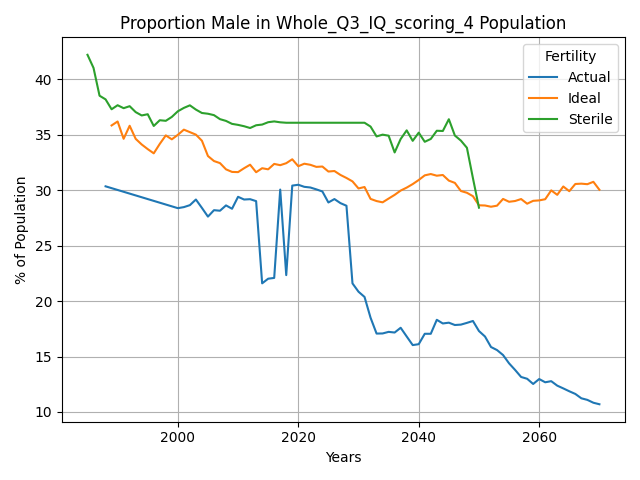 Proportion Male in Whole_Q3_IQ_scoring_4 Population
Fertility
Actual
Ideal
Sterile
% of Population
40
35
30
25
20
15
10
2000
2020
2040
2060
Years